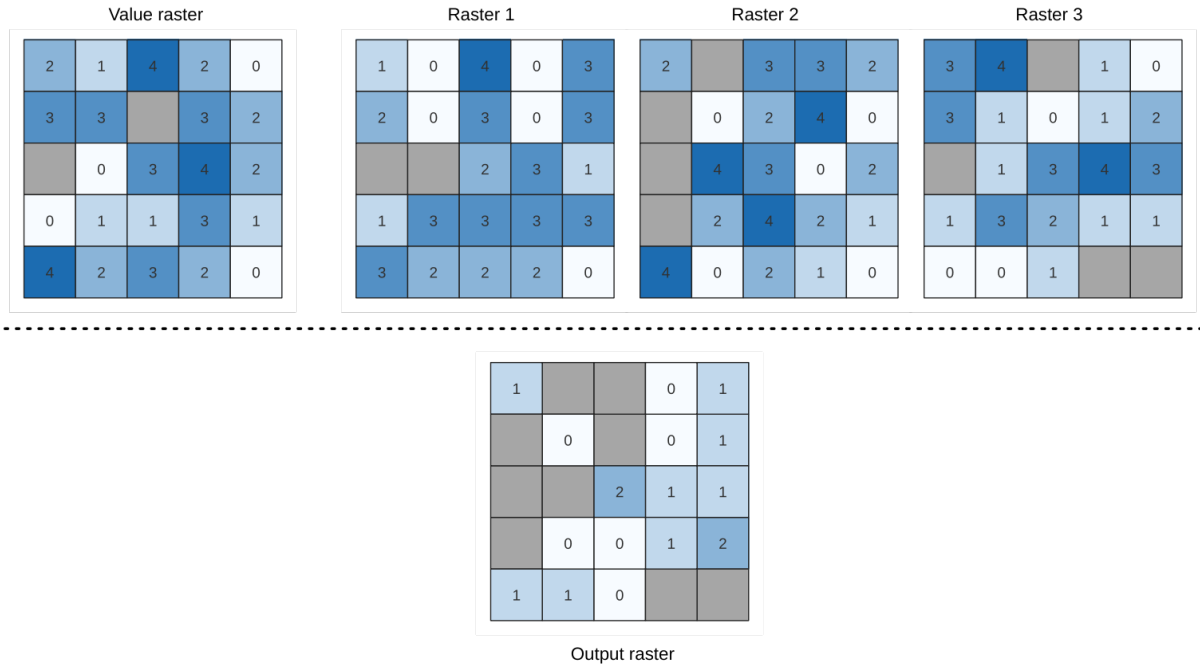 Value raster Raster 1 Raster 2 Raster 3
2 1 4 2 0 1 0 4 0 3 2 3 3 2 3 4 1 0
3 3 3 2 2 0 3 0 3 0 2 4 0 3 1 0 1 2
0 3 4 2 2 3 1 4 3 0 2 1 3 4 3
0 1 1 3 1 1 3 3 3 3 2 4 2 1 1 3 2 1 1
4 2 3 2 0 3 2 2 2 0 4 0 2 1 0 0 0 1
1 0 1
0 0 1
2 1 1
0 0 1 2
1 1 0
Output raster